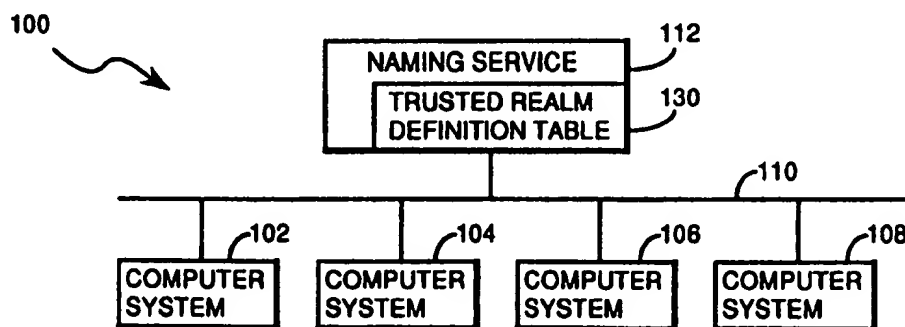 100
112
NAMING SERVICE
TRUSTED REALM
DEFINITION TABLE
130
110
102
104
106
108
COMPUTER
SYSTEM
COMPUTER
SYSTEM
COMPUTER
SYSTEM
COMPUTER
SYSTEM